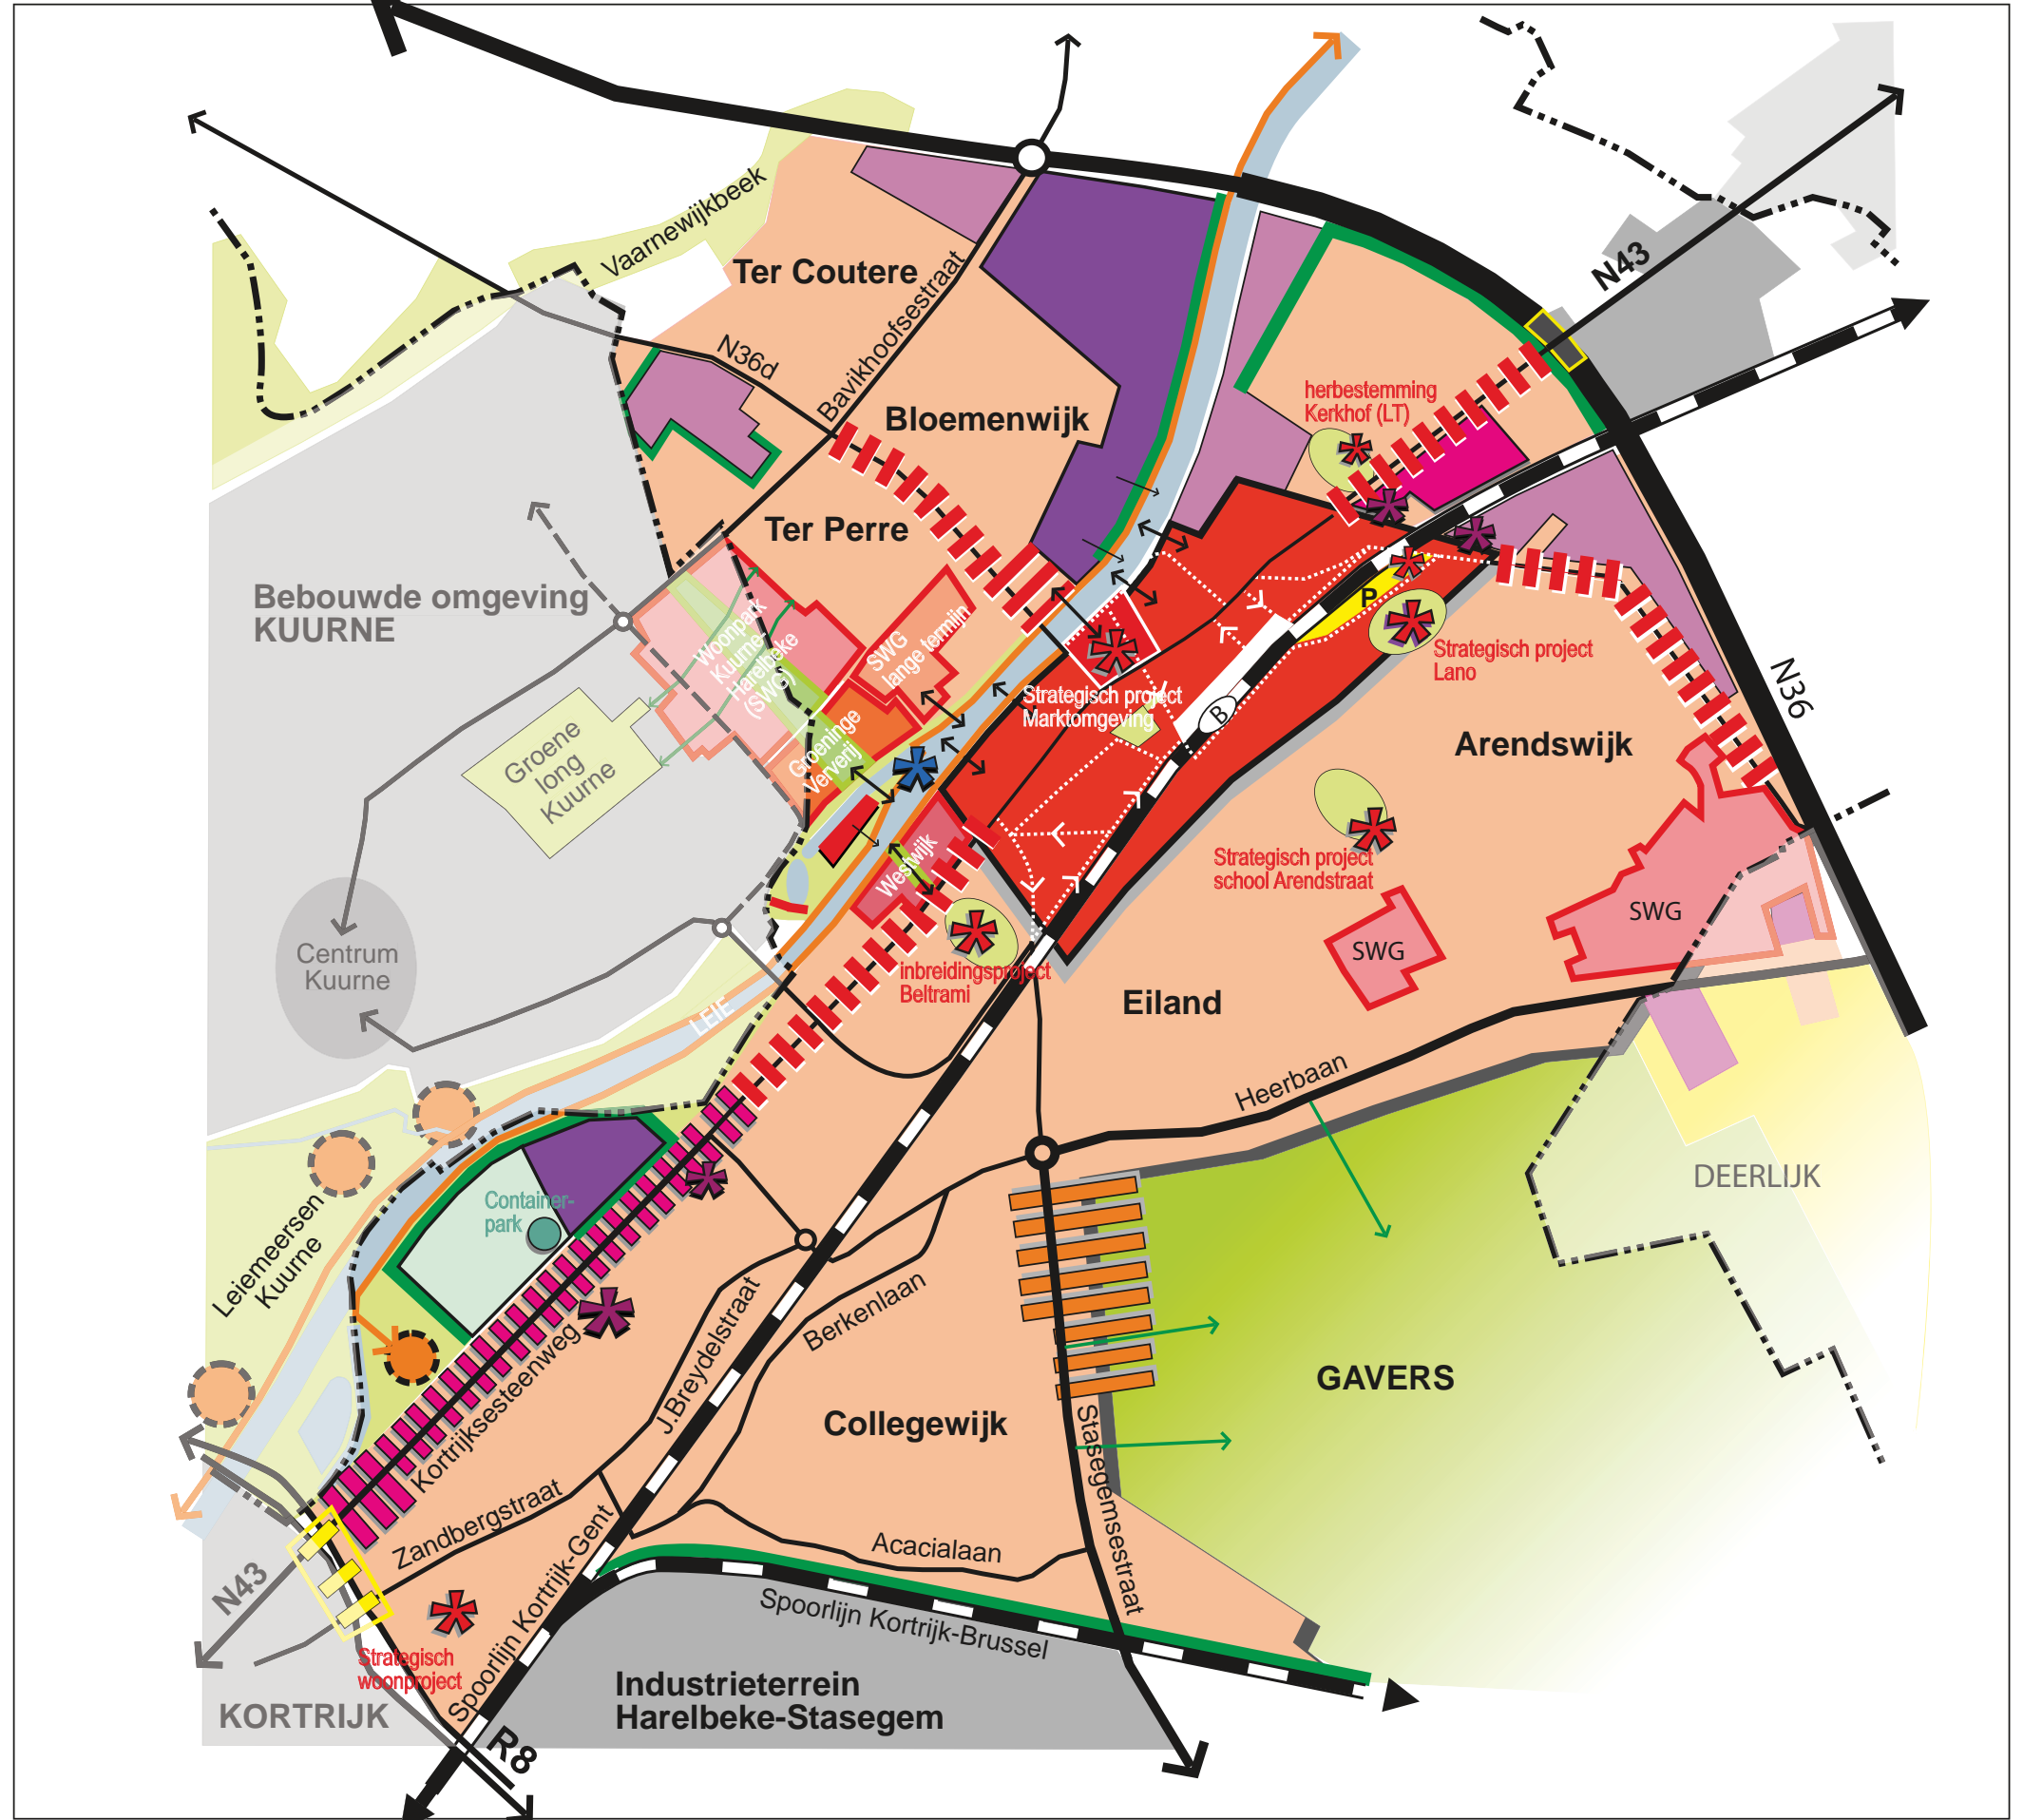 Vaarnewijkbeek
Ter Coutere
N43
N36d
Bavikhoofsestraat
Bloemenwijk
herbestemming
Kerkhof (LT)
Ter Perre
Bebouwde omgeving
KUURNE
Woonpark
Kuurne-
Harelbeke
(SWG)
SWG
lange termijn
P
Strategisch project
Lano
N36
Strategisch project
Marktomgeving
B
Arendswijk
Groene
long
Kuurne
Groeninge
Ververij
Westwijk
Strategisch project
school Arendstraat
SWG
SWG
Centrum
Kuurne
inbreidingsproject
Beltrami
LEIE
Eiland
Heerbaan
DEERLIJK
Container-
park
Leiemeersen
Kuurne
Kortrijksesteenweg
J.Breydelstraat
Berkenlaan
GAVERS
Collegewijk
Stasegemsestraat
Zandbergstraat
Acacialaan
N43
Spoorlijn Kortrijk-Gent
Spoorlijn Kortrijk-Brussel
Strategisch
woonproject
KORTRIJK
Industrieterrein
Harelbeke-Stasegem
R8